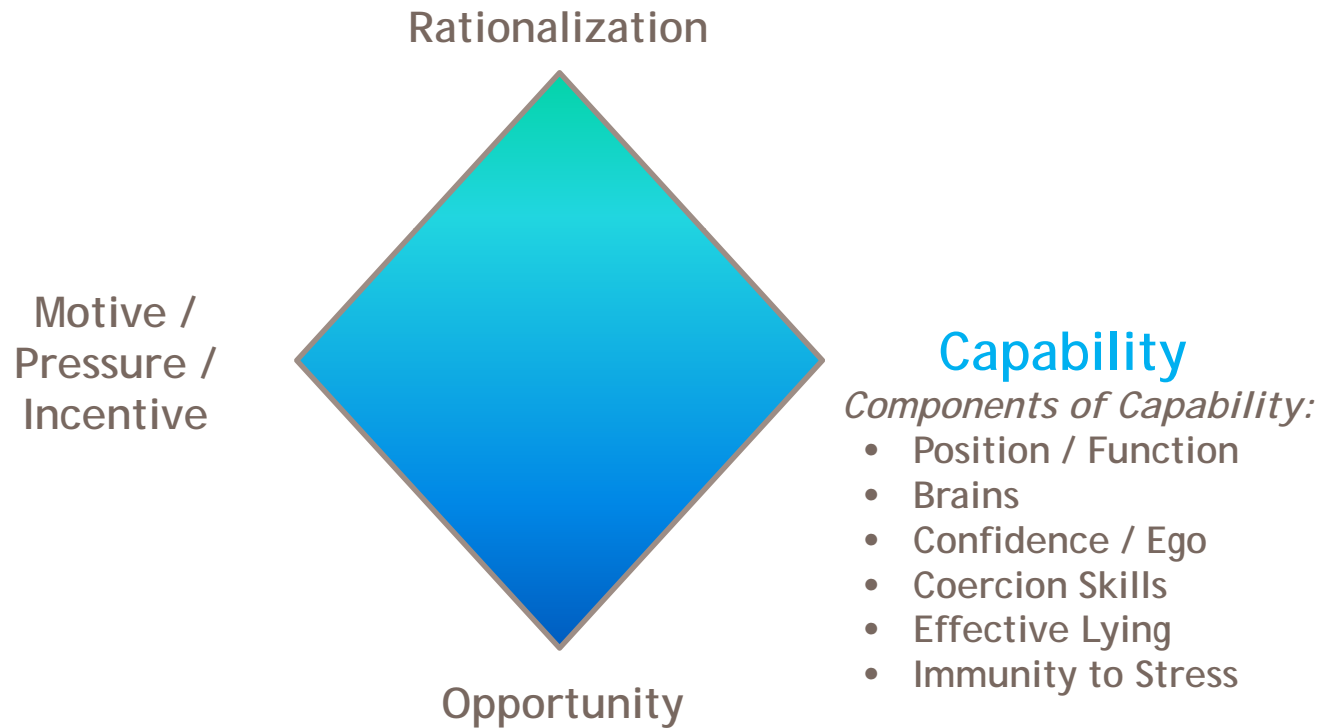 Rationalization
Motive /
Pressure /
Incentive
Capability
Components of Capability:
• Position / Function
• Brains
• Confidence / Ego
• Coercion Skills
• Effective Lying
• Immunity to Stress
Opportunity